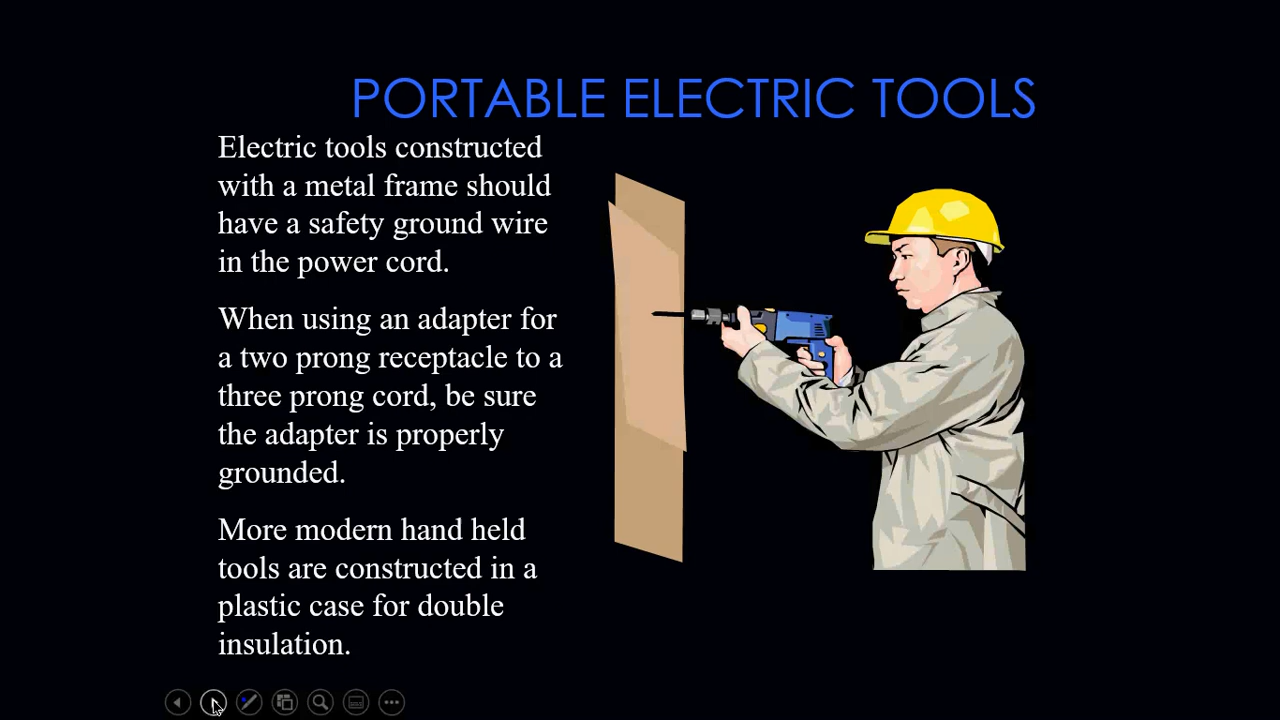 PORTABLE ELECTRIC TOOLS
Electric tools constructed
with a metal frame should
have a safety ground wire
in the power cord.
When using an adapter for
a two prong receptacle to a
three prong cord, be sure
the adapter is properly
grounded.
More modern hand held
tools are constructed in a
plastic case for double
insulation.